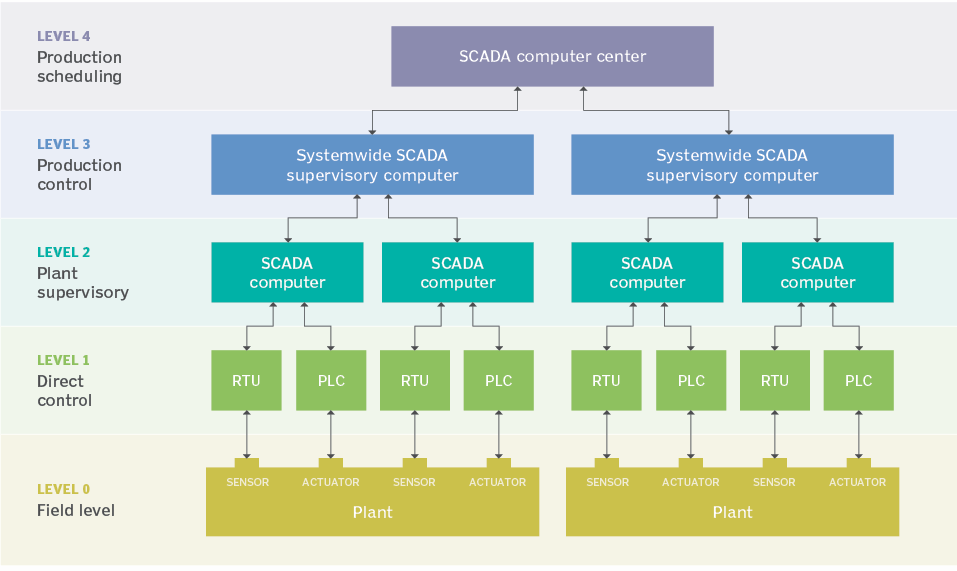 LEVEL 4
Production
scheduling
SCADA computer center
LEVEL 3
Production
control
Systemwide SCADA
supervisory computer
Systemwide SCADA
supervisory computer
LEVEL 2
Plant
supervisory
SCADA
computer
SCADA
computer
SCADA
computer
SCADA
computer
LEVEL 1
Direct
control
RTU
PLC
RTU
PLC
RTU
PLC
RTU
PLC
LEVEL 0
Field level
SENSOR
ACTUATOR
SENSOR
ACTUATOR
Plant
SENSOR
ACTUATOR
SENSOR
ACTUATOR
Plant